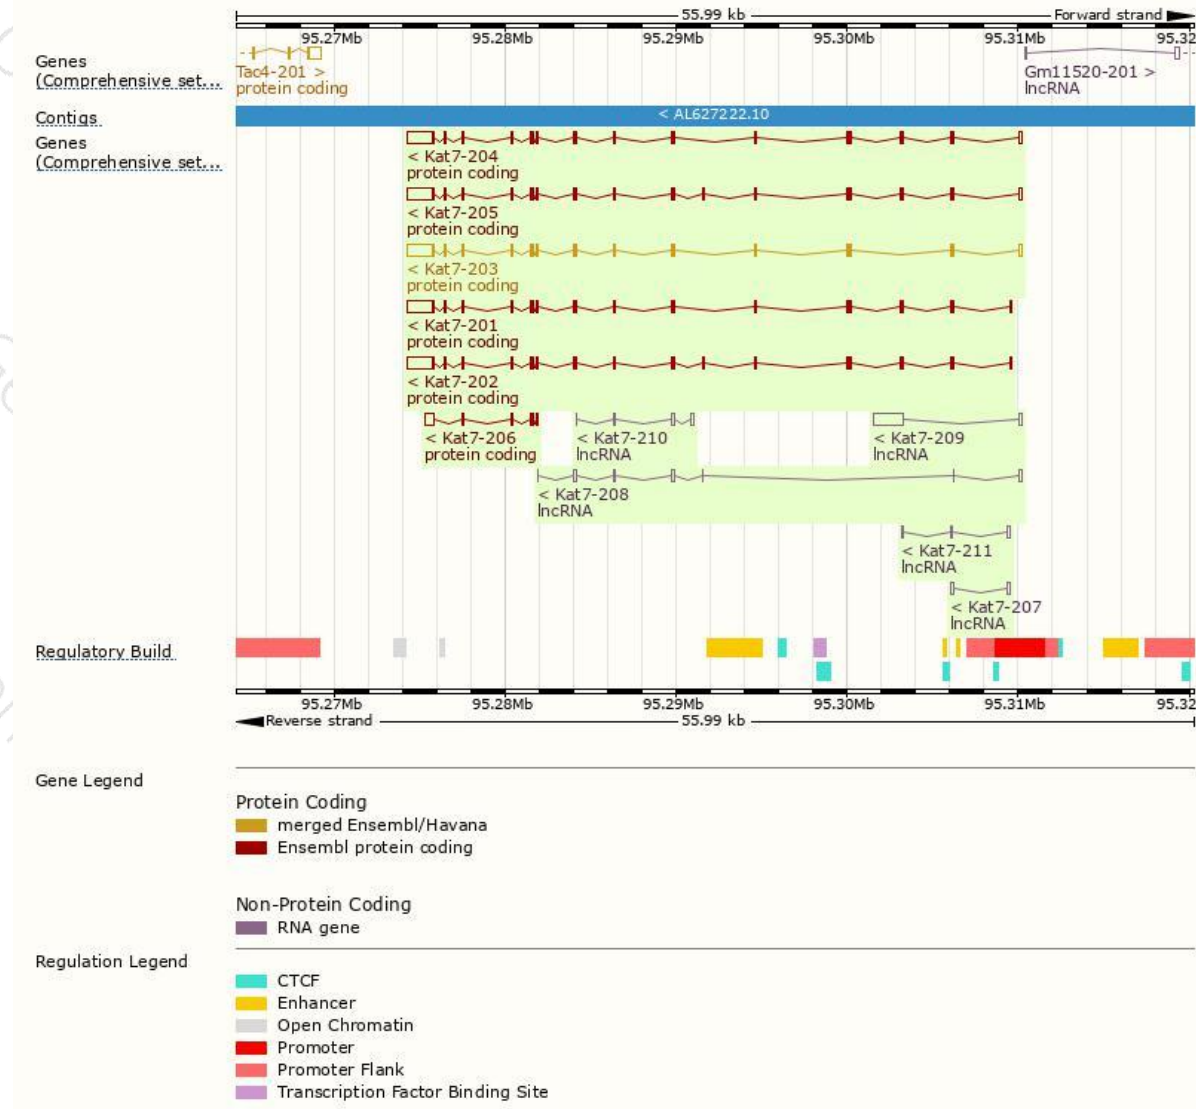 55.99 kb Forward strand
95.27Mb 95.28Mb 95.29Mb 95.30Mb 95.31Mb 95.32
Genes
(Comprehensive set...
Tac4-201 >
protein coding
Gm11520-201 >
lncRNA
Contigs
< AL627222.10
Genes
(Comprehensive set...
< Kat7-204
protein coding
< Kat7-205
protein coding
< Kat7-203
protein coding
< Kat7-201
protein coding
< Kat7-202
protein coding
< Kat7-206 < Kat7-210 < Kat7-209
protein coding lncRNA lncRNA
< Kat7-208
lncRNA
< Kat7-211
lncRNA
< Kat7-207
lncRNA
Regulatory Build
95.27Mb 95.28Mb 95.29Mb 95.30Mb 95.31Mb 95.32
Reverse strand 55.99 kb
Gene Legend
Protein Coding
merged Ensembl/Havana
Ensembl protein coding
Non-Protein Coding
RNA gene
Regulation Legend
CTCF
Enhancer
Open Chromatin
Promoter
Promoter Flank
Transcription Factor Binding Site